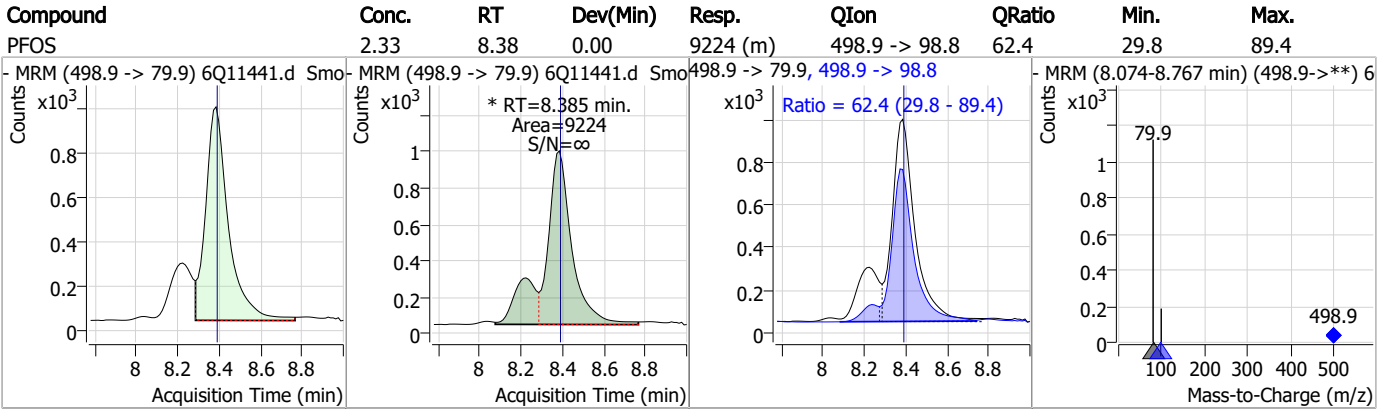 Compound Conc. RT Dev(Min) Resp. QIon QRatio Min. Max.
PFOS 2.33 8.38 0.00 9224 (m) 498.9 -> 98.8 62.4 29.8 89.4
- MRM (498.9 -> 79.9) 6Q11441.d Smo
Counts
x10³
0.8
0.6
0.4
0.2
0
8 8.2 8.4 8.6 8.8
Acquisition Time (min)
- MRM (498.9 -> 79.9) 6Q11441.d Smo
Counts
x10³
* RT=8.385 min.
Area=9224
S/N=∞
1
0.8
0.6
0.4
0.2
0
8 8.2 8.4 8.6 8.8
Acquisition Time (min)
498.9 -> 79.9, 498.9 -> 98.8
x10³
Ratio = 62.4 (29.8 - 89.4)
0.8
0.6
0.4
0.2
0
8 8.2 8.4 8.6 8.8
Acquisition Time (min)
- MRM (8.074-8.767 min) (498.9->**) 6
Counts
x10³
79.9
1
0.8
0.6
0.4
0.2
0
498.9
100 200 300 400 500
Mass-to-Charge (m/z)